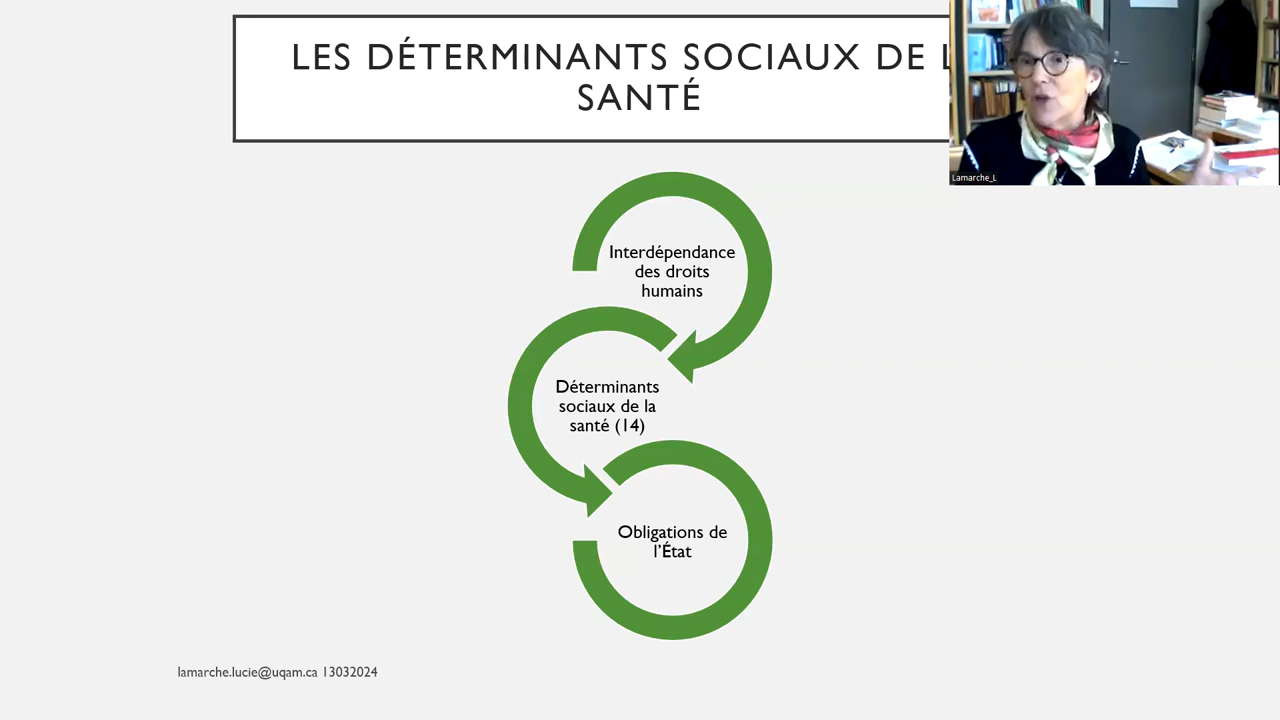 LES DÉTERMINANTS SOCIAUX DE L
SANTÉ
Lamarche_L
Interdépendance
des droits
humains
Déterminants
sociaux de la
santé (14)
Obligations de
l'État
lamarche.lucie@uqam.ca 13032024